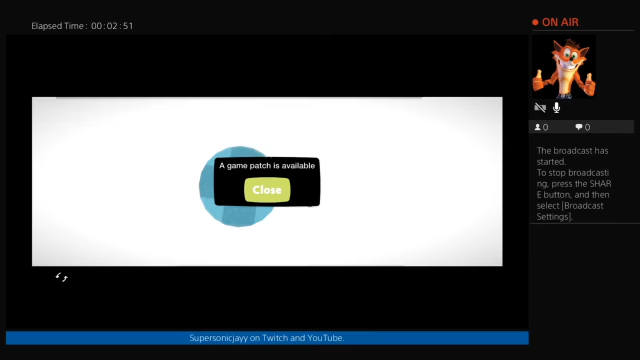 Elapsed Time : 00:02:51
ON AIR
A game patch is available
Close
0 0
The broadcast has
started.
To stop broadcasti
ng, press the SHAR
E button, and then
select [Broadcast
Settings].
Supersonicjayy on Twitch and YouTube.